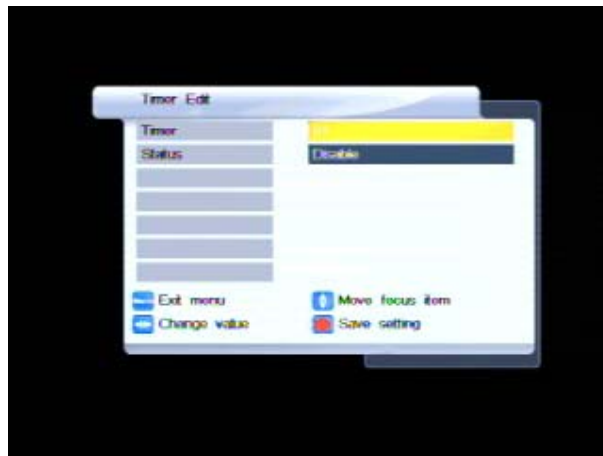 Timer Edit
Timer
Status Disable
Exit menu Move focus item
Change value Save setting